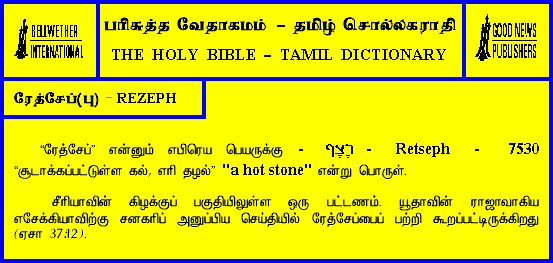 BELLWETHER
INTERNATIONAL
பரிசுத்த வேதாகமம் – தமிழ் சொல்லகராதி
THE HOLY BIBLE – TAMIL DICTIONARY
GOOD NEWS
PUBLISHERS
ரேத்சேப்(பு) – REZEPH
“ரேத்சேப்” என்னும் எபிரெய பெயருக்கு - רֶצֶף - Retseph - 7530
“சூடாக்கப்பட்டுள்ள கல், எரி தழல்” "a hot stone" என்று பொருள்.
சீரியாவின் கிழக்குப் பகுதியிலுள்ள ஒரு பட்டணம். யூதாவின் ராஜாவாகிய
எசேக்கியாவிற்கு சனகரிப் அனுப்பிய செய்தியில் ரேத்சேப்பைப் பற்றி கூறப்பட்டிருக்கிறது
(ஏசா 37:12).